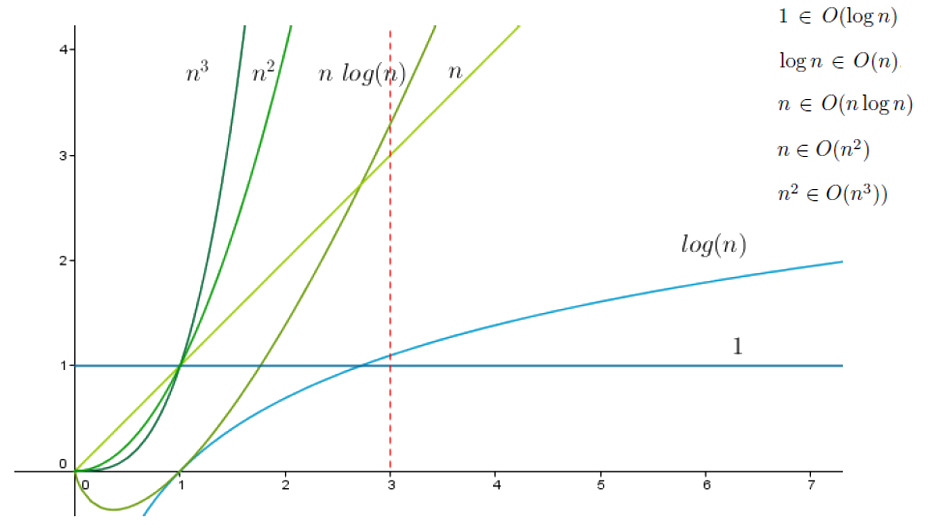 1 ∈ O(log n)
log n ∈ O(n)
n ∈ O(n log n)
n ∈ O(n²)
n² ∈ O(n³))
n³ n² n log(n) n
log(n)
1
4
3
2
1
0
0 1 2 3 4 5 6 7